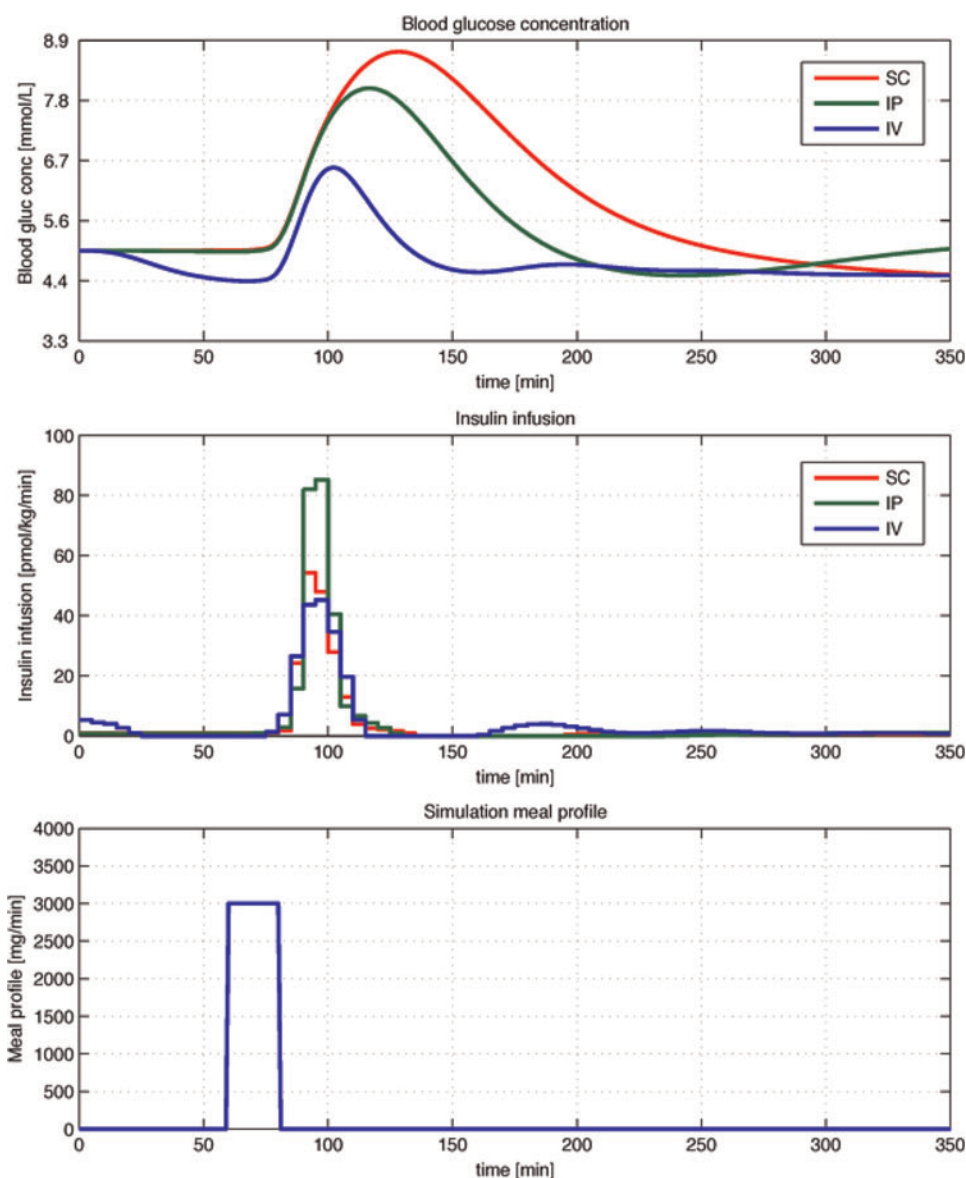 Blood glucose concentration
Blood gluc conc [mmol/L]
8.9
7.8
6.7
5.6
4.4
3.3
SC
IP
IV
0 50 100 150 200 250 300 350
time [min]
Insulin infusion
Insulin infusion [pmol/kg/min]
100
80
60
40
20
0
SC
IP
IV
0 50 100 150 200 250 300 350
time [min]
Simulation meal profile
Meal profile [mg/min]
4000
3500
3000
2500
2000
1500
1000
500
0
0 50 100 150 200 250 300 350
time [min]